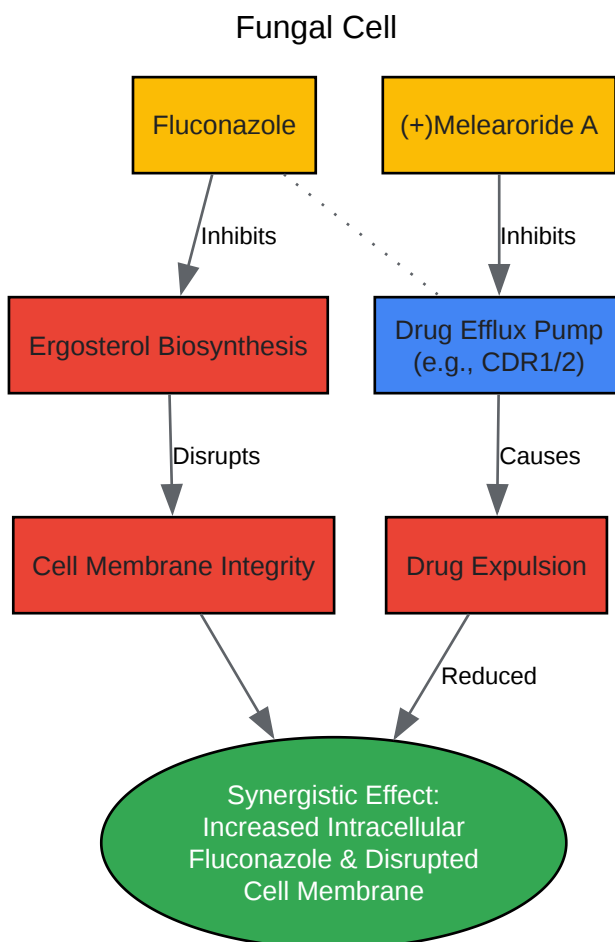 Fungal Cell
Fluconazole
(+)Melearoride A
Inhibits
Inhibits
Ergosterol Biosynthesis
Drug Efflux Pump
(e.g., CDR1/2)
Disrupts
Causes
Cell Membrane Integrity
Drug Expulsion
Reduced
Synergistic Effect:
Increased Intracellular
Fluconazole & Disrupted
Cell Membrane